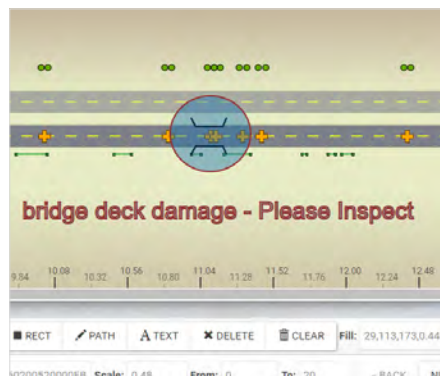 bridge deck damage - Please Inspect
10.08 10.56 11.04 11.52 12.00 12.48
9.84 10.32 10.80 11.28 11.76 12.24
RECT PATH A TEXT DELETE CLEAR Fill: 29,113,173,0.44
Scale: 0.48 From: 0 To: 20 BACK